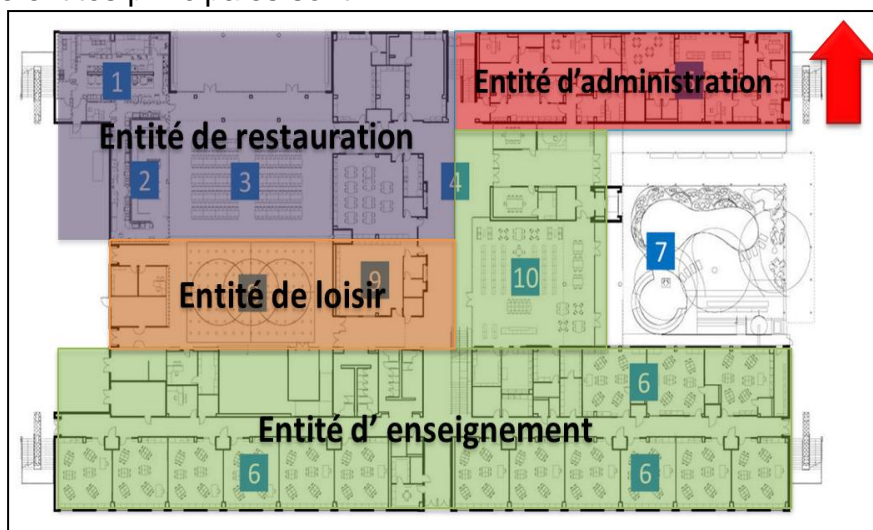 1
Entité d'administration
Entité de restauration
2
3
4
7
Entité de loisir
9
10
6
Entité d' enseignement
6
6